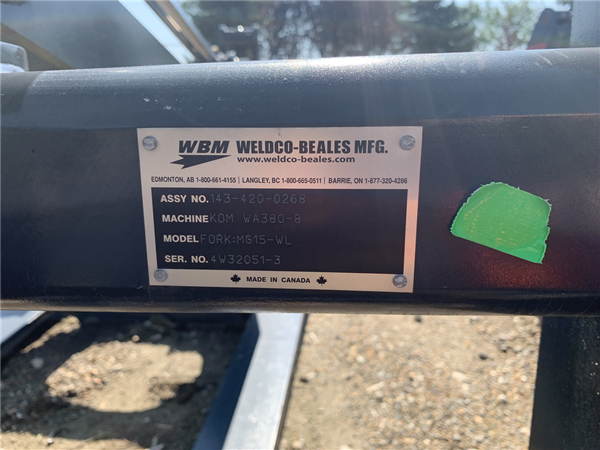 WBM WELDCO-BEALES MFG.
www.weldco-beales.com
EDMONTON, AB 1-800-661-4155 | LANGLEY, BC 1-800-665-0511 | BARRIE, ON 1-877-320-4286
ASSY NO. 143-420-0268
MACHINE KOM WA380-8
MODEL FORK:MG15-WL
SER. NO. 4W32051-3
MADE IN CANADA